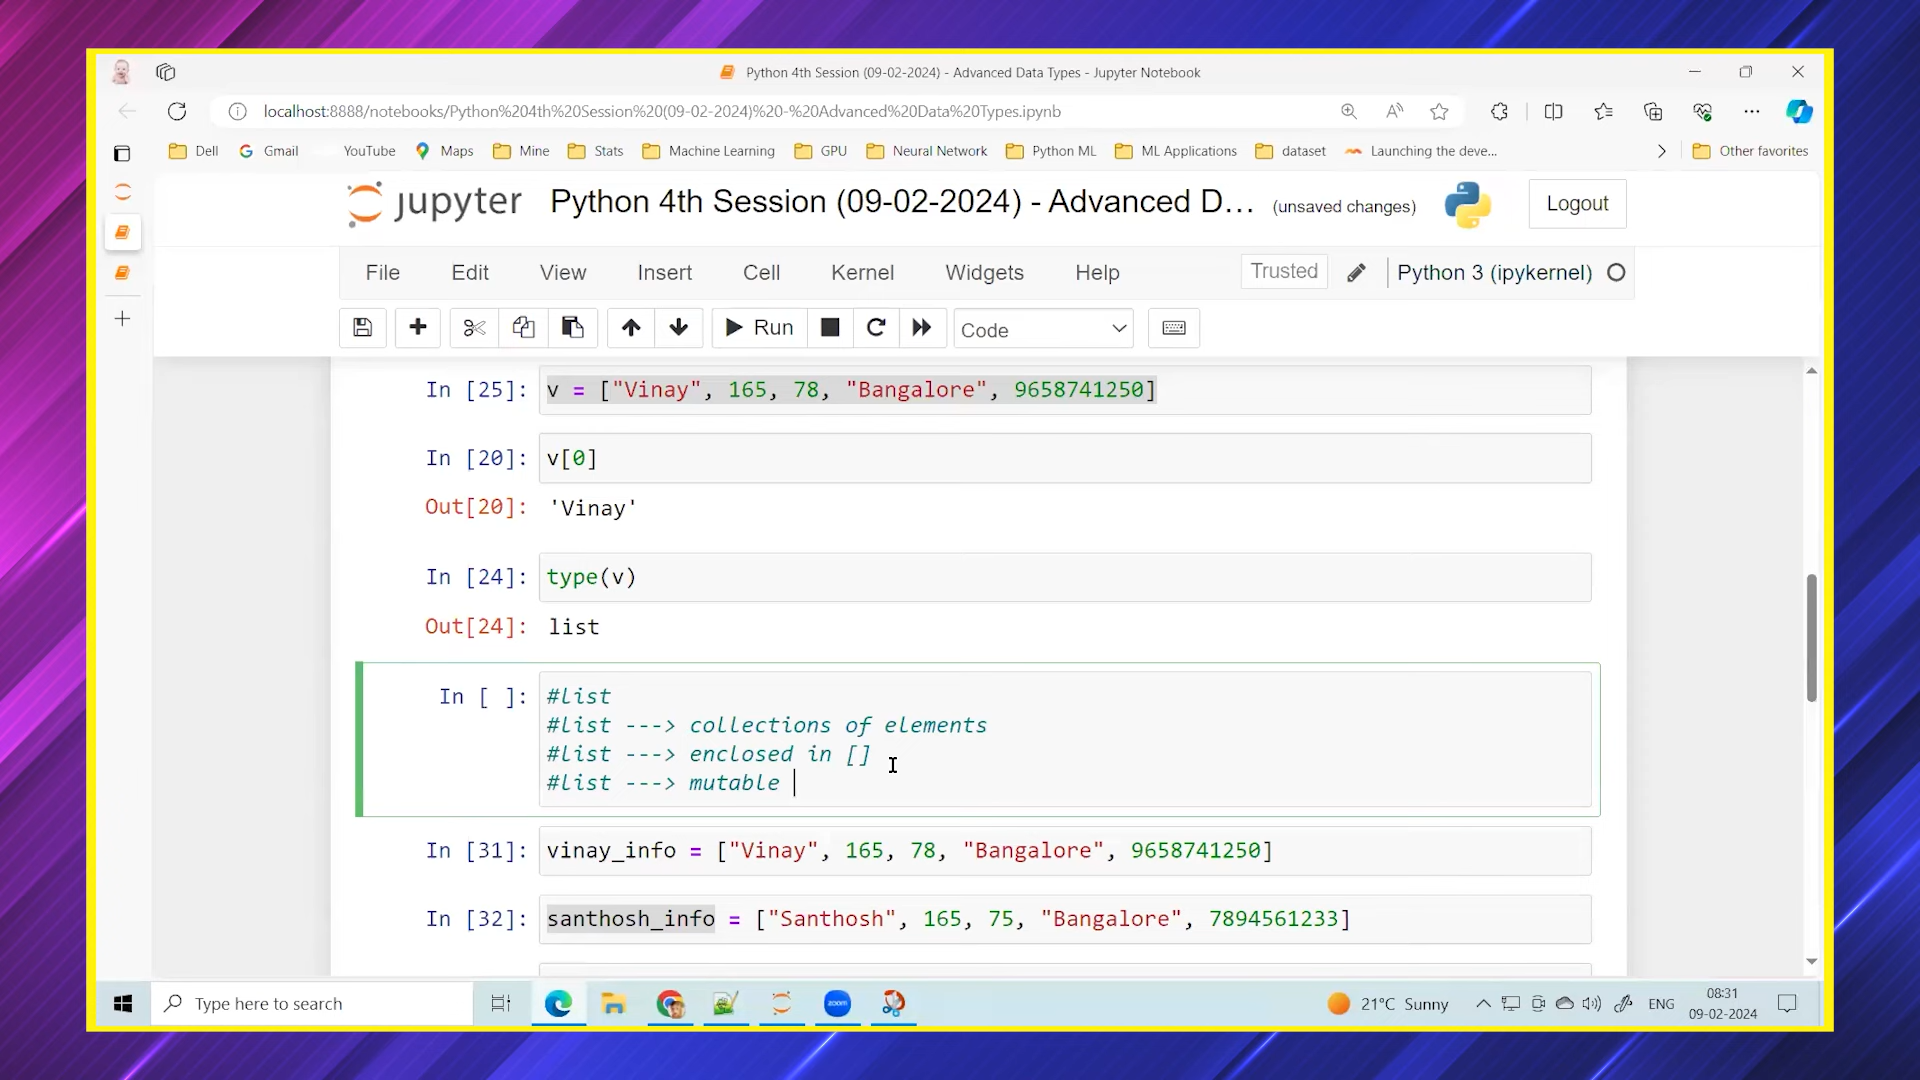 Python 4th Session (09-02-2024) - Advanced Data Types - Jupyter Notebook
localhost:8888/notebooks/Python%204th%20Session%20(09-02-2024)%20-%20Advanced%20Data%20Types.ipynb
Dell Gmail YouTube Maps Mine Stats Machine Learning GPU Neural Network Python ML ML Applications dataset Launching the deve... Other favorites
jupyter Python 4th Session (09-02-2024) - Advanced D... (unsaved changes) Logout
File Edit View Insert Cell Kernel Widgets Help Trusted Python 3 (ipykernel)
Run Code
In [25]: v = ["Vinay", 165, 78, "Bangalore", 9658741250]
In [20]: v[0]
Out[20]: 'Vinay'
In [24]: type(v)
Out[24]: list
In [ ]: #list
#list ---> collections of elements
#list ---> enclosed in []
#list ---> mutable
In [31]: vinay_info = ["Vinay", 165, 78, "Bangalore", 9658741250]
In [32]: santhosh_info = ["Santhosh", 165, 75, "Bangalore", 7894561233]
Type here to search zoom 21°C Sunny ENG 08:31
09-02-2024